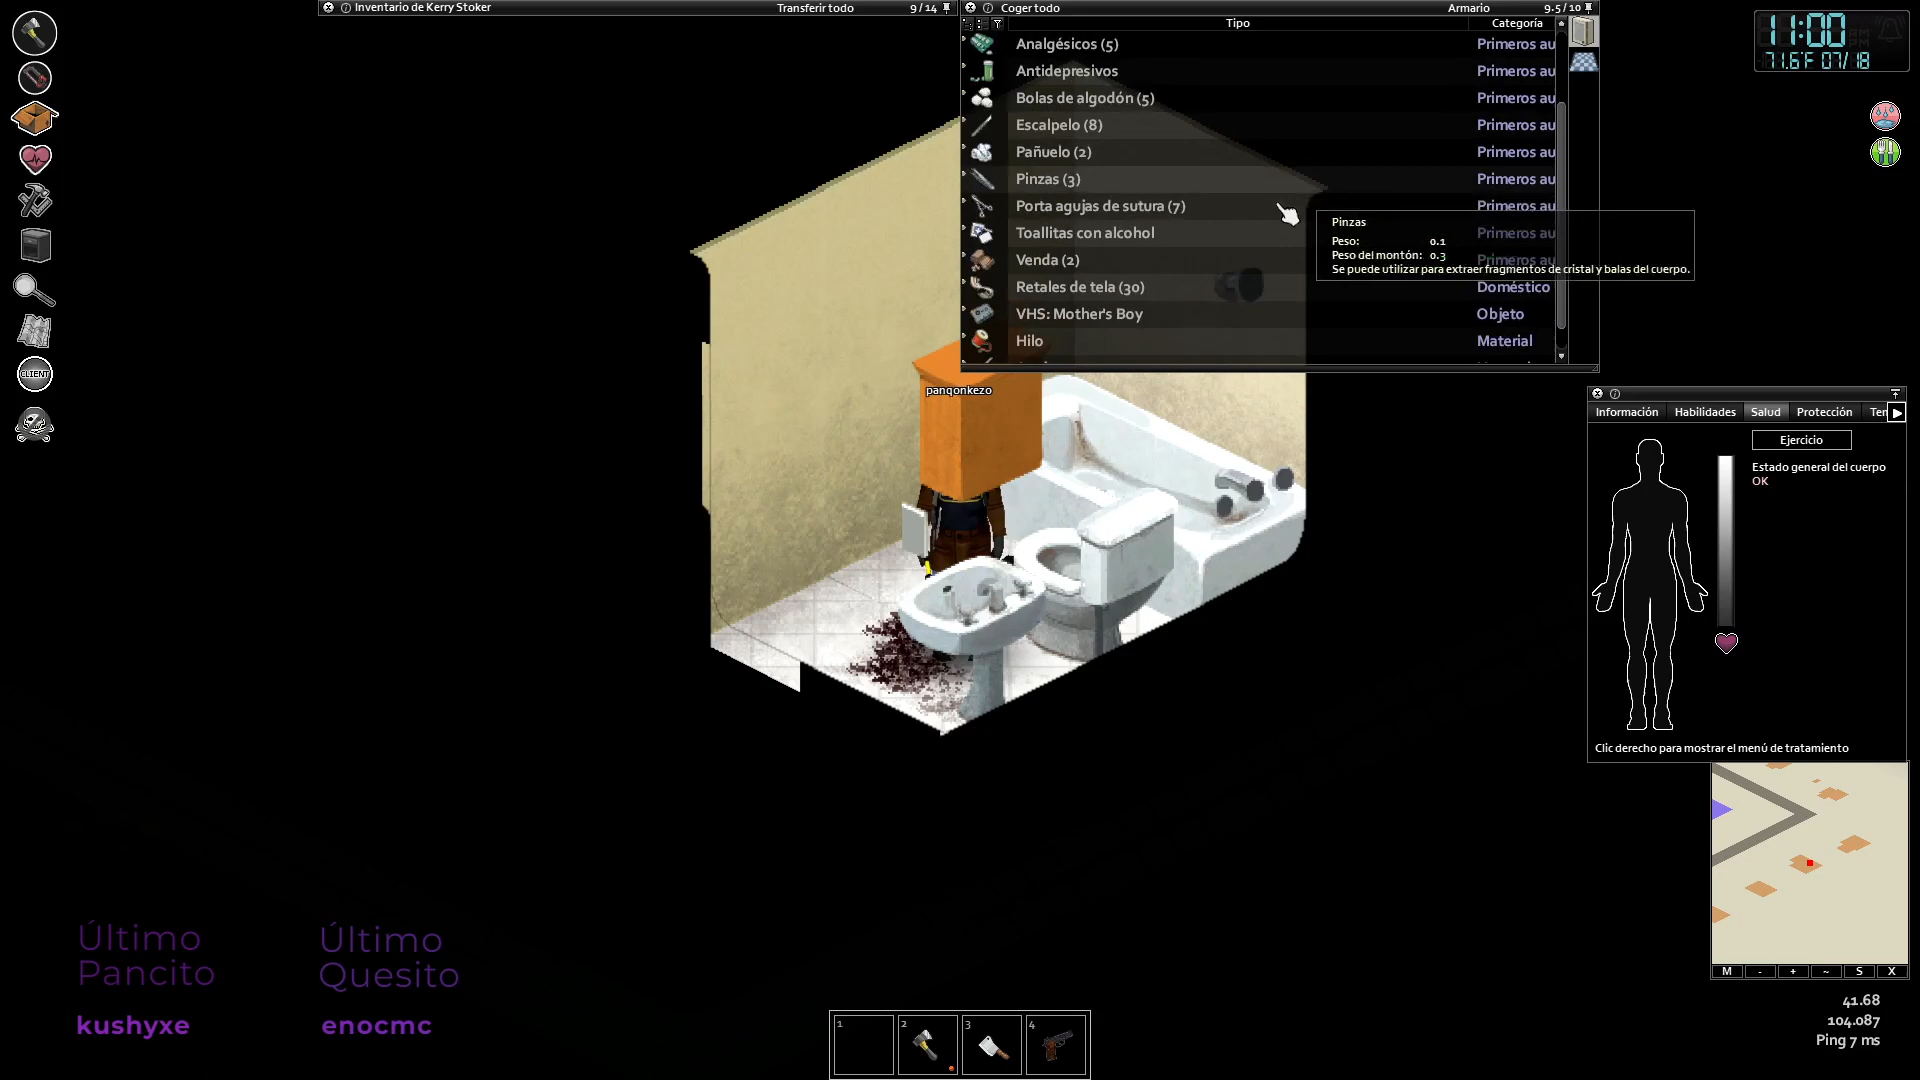 Inventario de Kerry Stoker
Transferir todo
9 / 14
Coger todo
Armario
9.5 / 10
Tipo
Categoría
Analgésicos (5)
Primeros au
Antidepresivos
Primeros au
Bolas de algodón (5)
Primeros au
Escalpelo (8)
Primeros au
Pañuelo (2)
Primeros au
Pinzas (3)
Primeros au
Porta agujas de sutura (7)
Primeros au
Toallitas con alcohol
Primeros au
Venda (2)
Primeros au
Retales de tela (30)
Doméstico
VHS: Mother's Boy
Objeto
Hilo
Material
Pinzas
Peso: 0.1
Peso del montón: 0.3
Se puede utilizar para extraer fragmentos de cristal y balas del cuerpo.
11:00
71.6°F 07/18
CLIENT
panqonkezo
Información
Habilidades
Salud
Protección
Ten
Ejercicio
Estado general del cuerpo
OK
Clic derecho para mostrar el menú de tratamiento
M
-
+
~
S
X
41.68
104.087
Ping 7 ms
Último
Pancito
kushyxe
Último
Quesito
enocmc
1
2
3
4